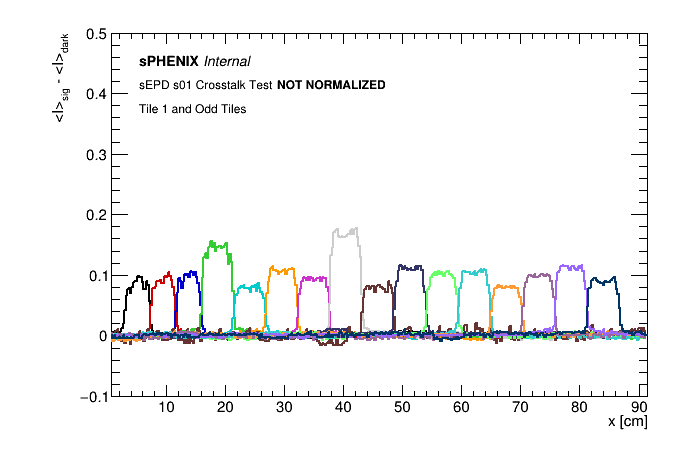 <I>sig - <I>dark
0.5
0.4
0.3
0.2
0.1
0
−0.1
sPHENIX Internal
sEPD s01 Crosstalk Test NOT NORMALIZED
Tile 1 and Odd Tiles
10 20 30 40 50 60 70 80 90
x [cm]